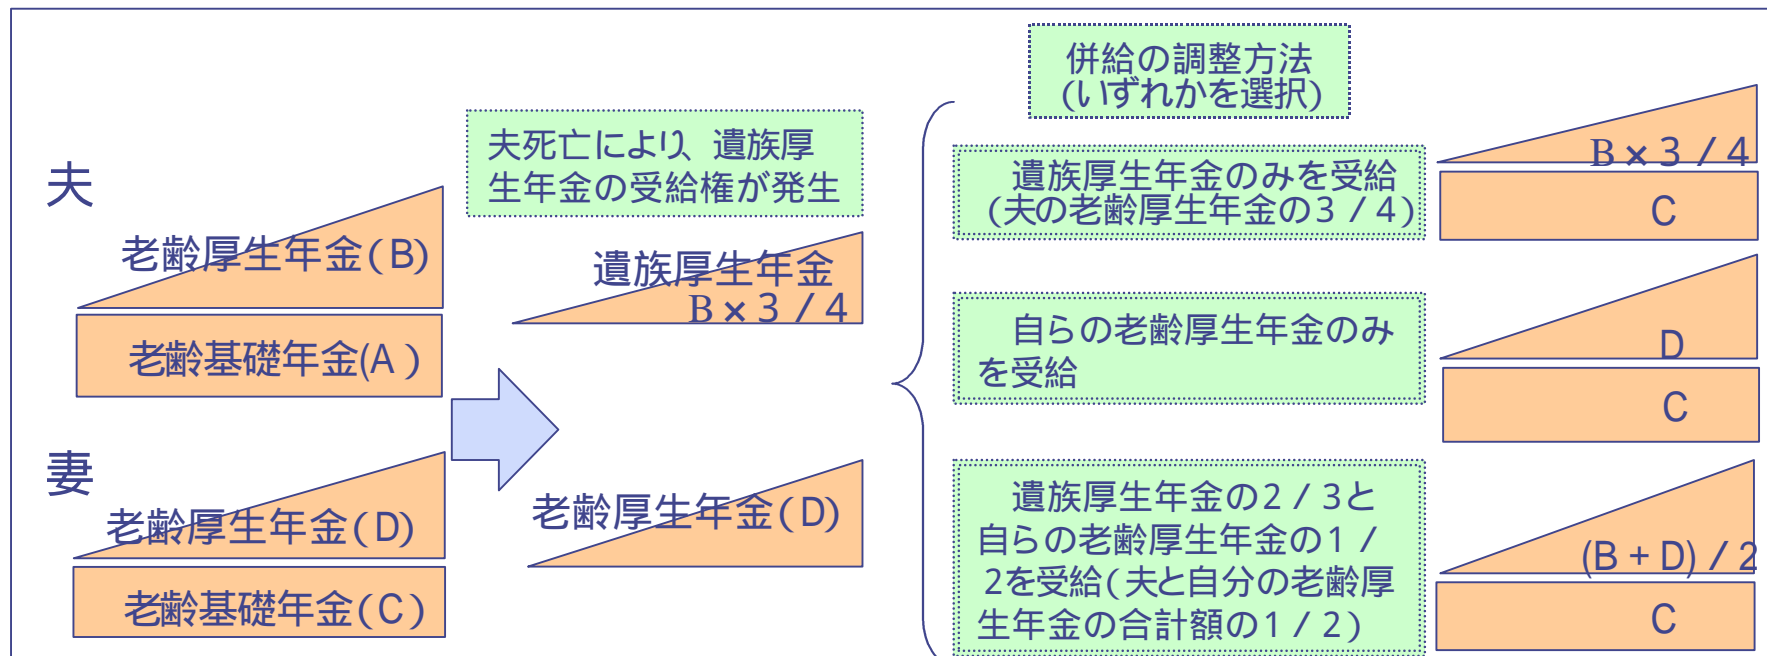 夫
老齢厚生年金(B)
老齢基礎年金(A)
妻
老齢厚生年金(D)
老齢基礎年金(C)
夫死亡により、遺族厚
生年金の受給権が発生
遺族厚生年金
B×3/4
老齢厚生年金(D)
併給の調整方法
(いずれかを選択)
遺族厚生年金のみを受給
(夫の老齢厚生年金の3/4)
B×3/4
C
自らの老齢厚生年金のみ
を受給
D
C
遺族厚生年金の2/3と
自らの老齢厚生年金の1/
2を受給(夫と自分の老齢厚
生年金の合計額の1/2)
(B+D)/2
C